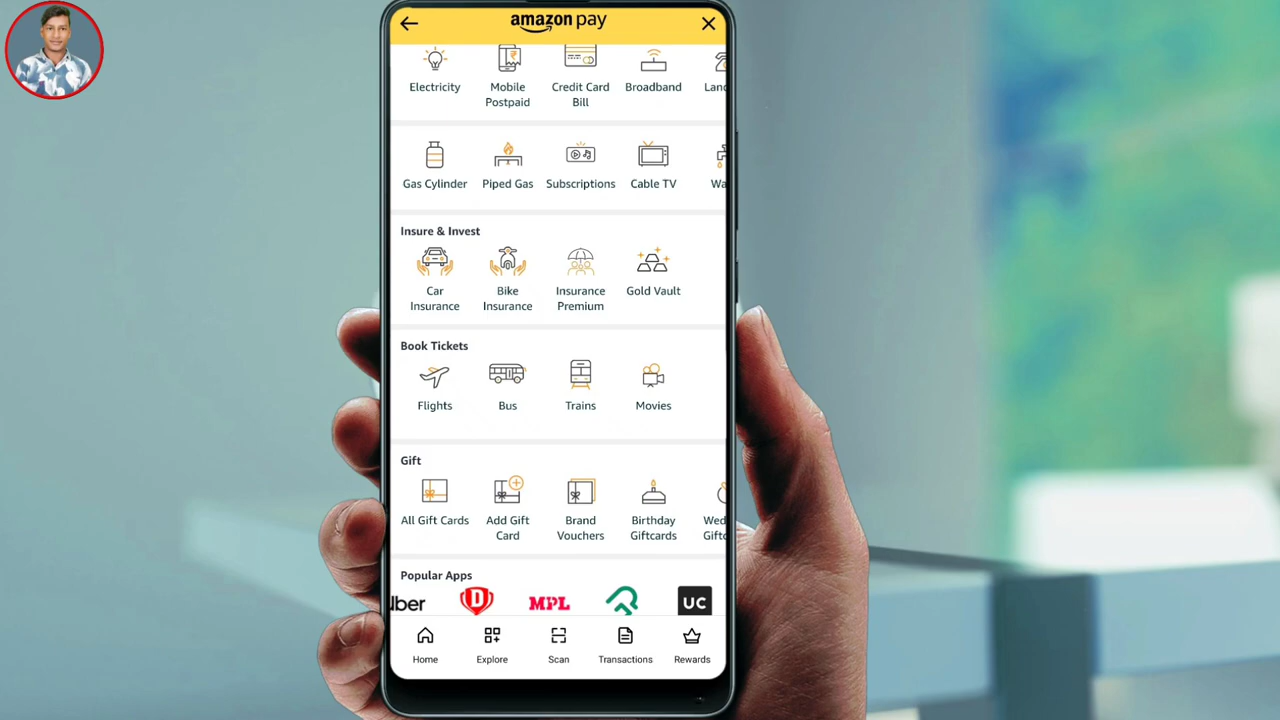 amazon pay
Electricity
Mobile
Postpaid
Credit Card
Bill
Broadband
Gas Cylinder
Piped Gas
Subscriptions
Cable TV
Insure & Invest
Car
Insurance
Bike
Insurance
Insurance
Premium
Gold Vault
Book Tickets
Flights
Bus
Trains
Movies
Gift
All Gift Cards
Add Gift
Card
Brand
Vouchers
Birthday
Giftcards
Popular Apps
MPL
UC
Home
Explore
Scan
Transactions
Rewards